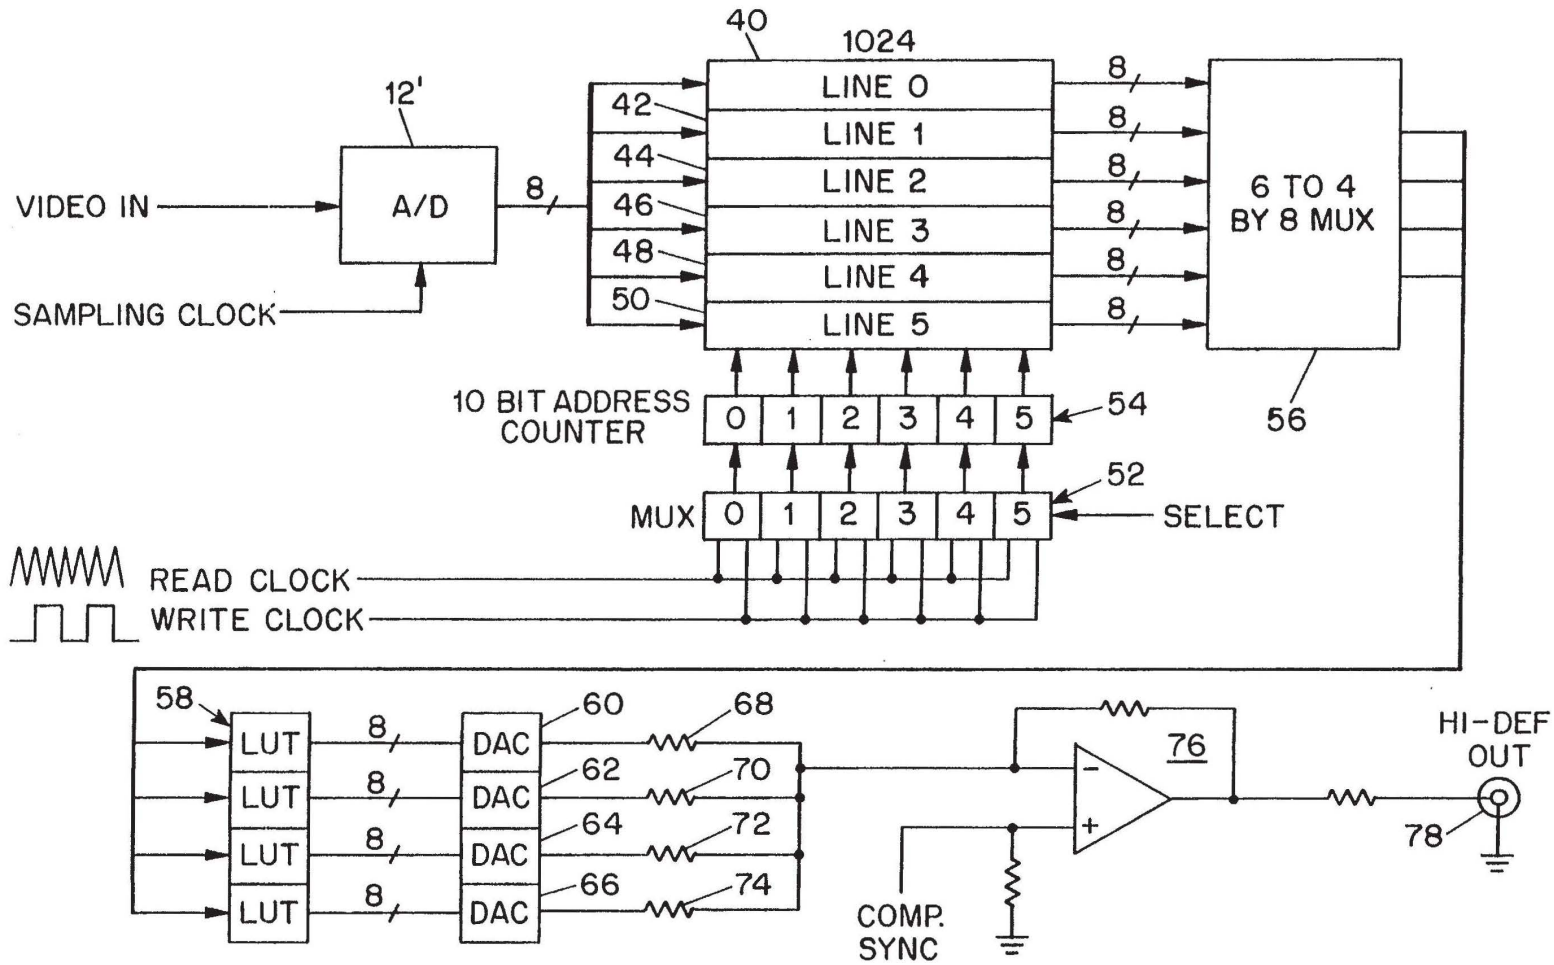 40
1024
12'
42
44
46
48
50
LINE 0
LINE 1
LINE 2
LINE 3
LINE 4
LINE 5
8
8
8
8
8
8
8
VIDEO IN
A/D
SAMPLING CLOCK
6 TO 4
BY 8 MUX
56
10 BIT ADDRESS
COUNTER
0 1 2 3 4 5
54
52
MUX
0 1 2 3 4 5
SELECT
READ CLOCK
WRITE CLOCK
58
LUT
LUT
LUT
LUT
8
8
8
8
60
62
64
66
DAC
DAC
DAC
DAC
68
70
72
74
76
−
+
COMP.
SYNC
HI-DEF
OUT
78